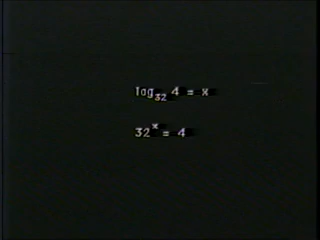 log₃₂ 4 = x
32ˣ = 4